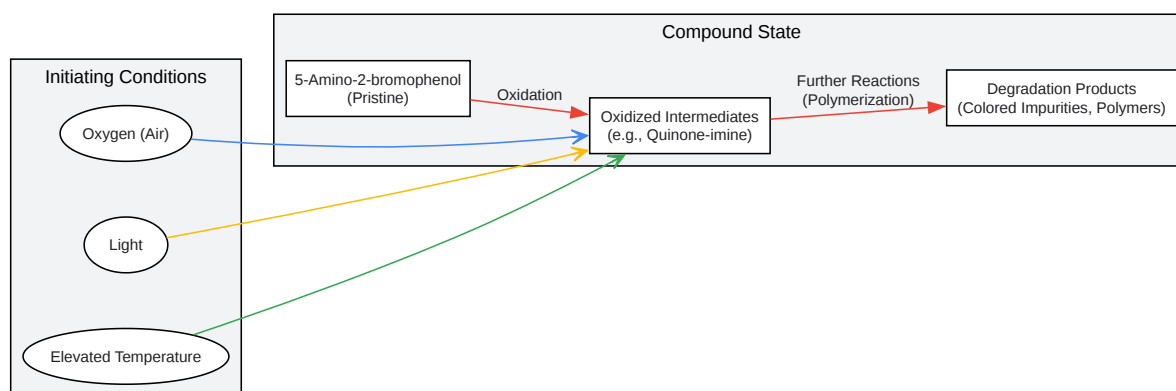 Compound State
Initiating Conditions
5-Amino-2-bromophenol
(Pristine)
Oxidation
Further Reactions
(Polymerization)
Degradation Products
(Colored Impurities, Polymers)
Oxidized Intermediates
(e.g., Quinone-imine)
Oxygen (Air)
Light
Elevated Temperature